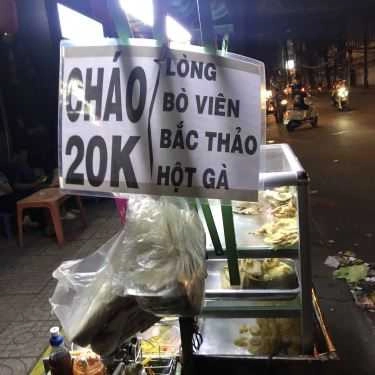 CHÁO
20K
LÒNG
BÒ VIÊN
BẮC THẢO
HỘT GÀ